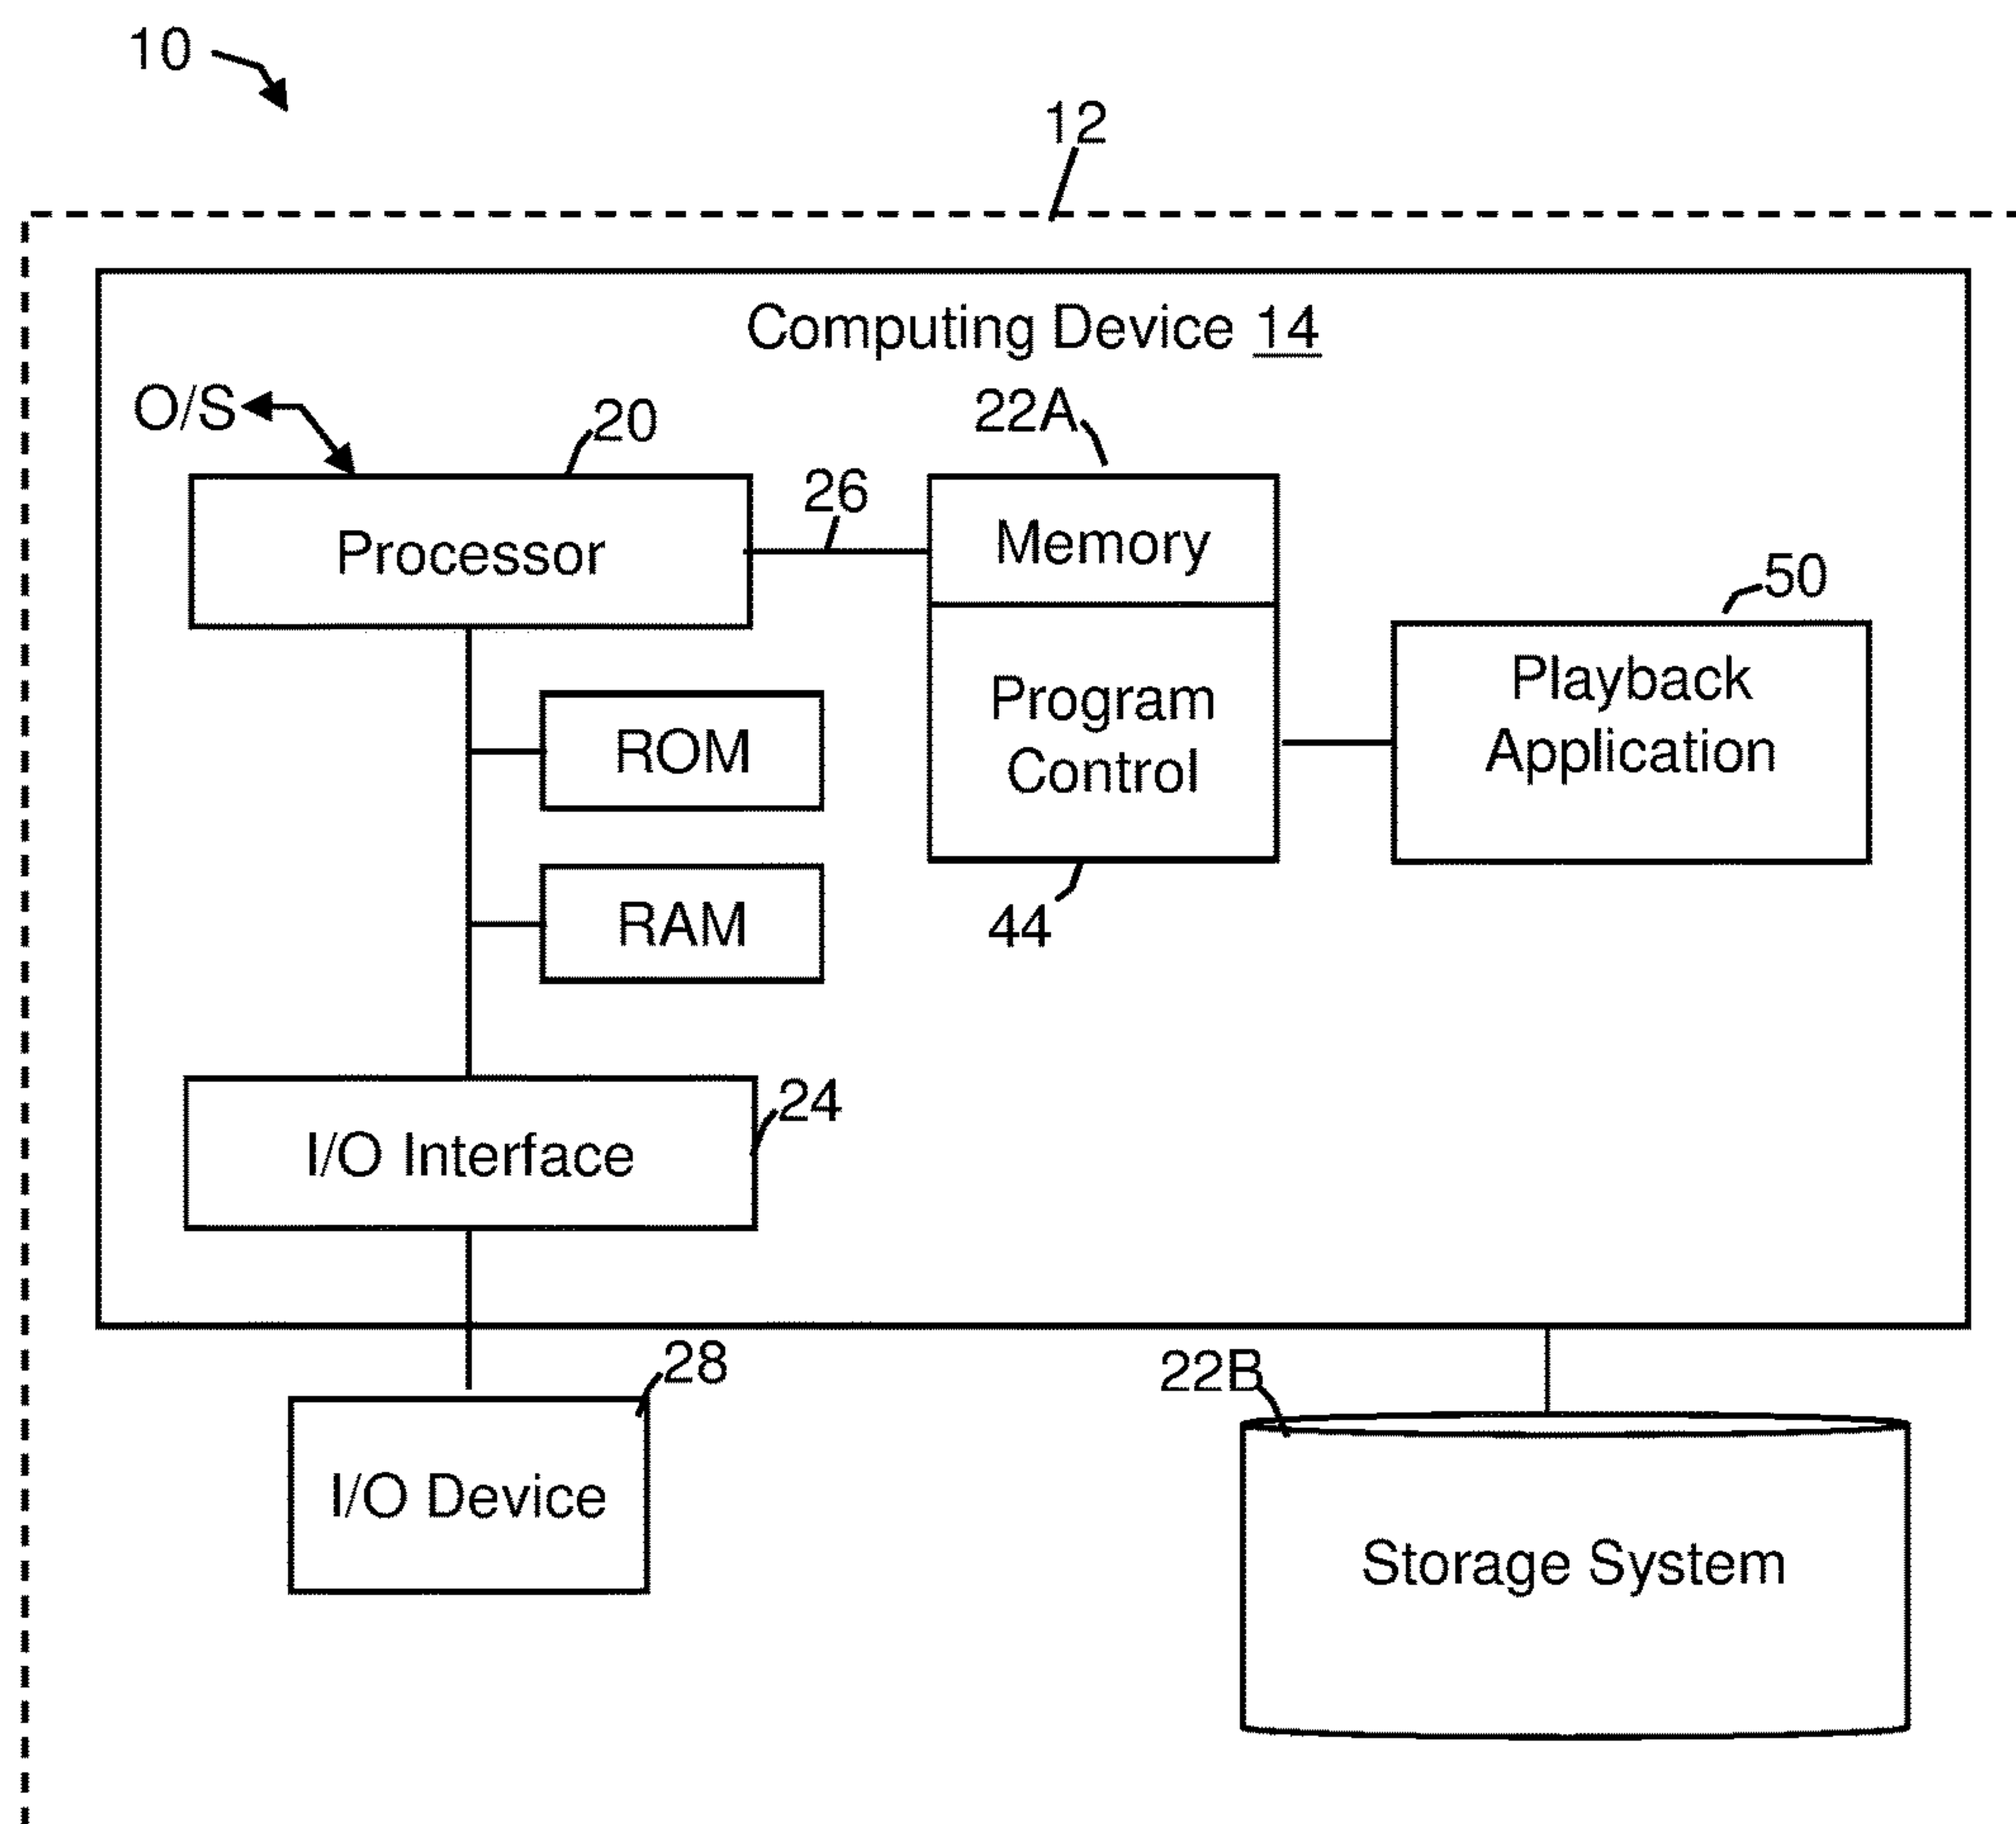 10
12
Computing Device 14
O/S
20
22A
26
Processor
Memory
50
Program
Control
Playback
Application
ROM
RAM
44
24
I/O Interface
28
22B
I/O Device
Storage System